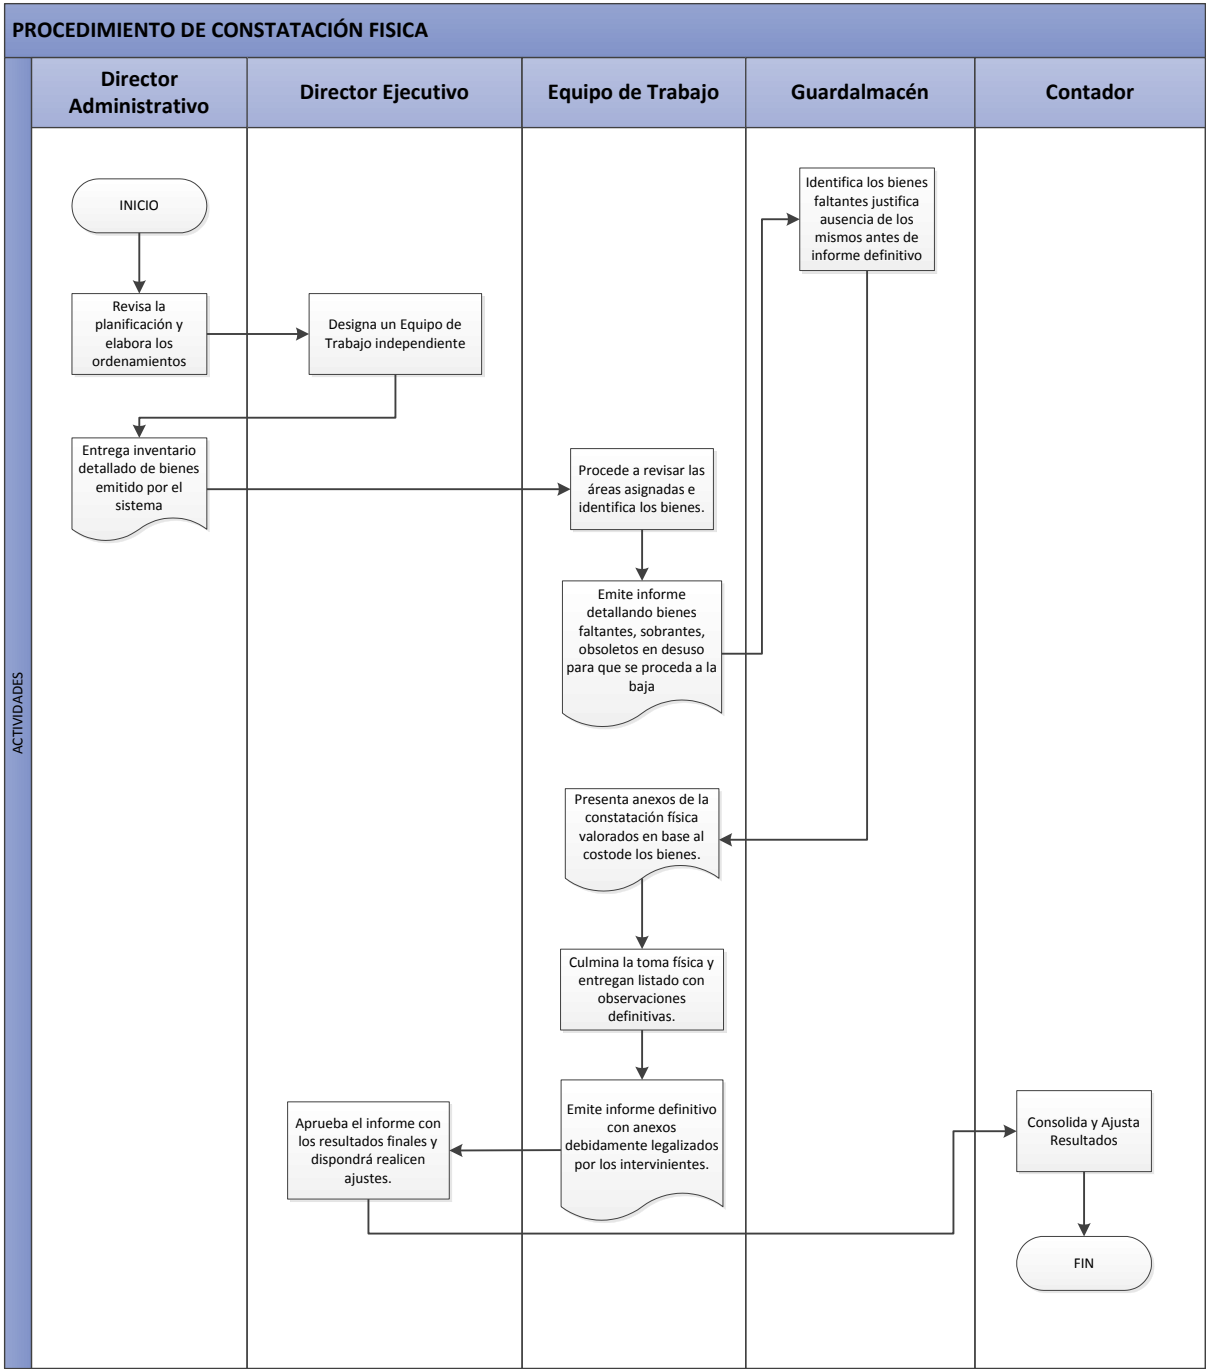 PROCEDIMIENTO DE CONSTATACIÓN FISICA
Director
Administrativo
Director Ejecutivo
Equipo de Trabajo
Guardalmacén
Contador
ACTIVIDADES
INICIO
Revisa la
planificación y
elabora los
ordenamientos
Designa un Equipo de
Trabajo independiente
Entrega inventario
detallado de bienes
emitido por el
sistema
Procede a revisar las
áreas asignadas e
identifica los bienes.
Emite informe
detallando bienes
faltantes, sobrantes,
obsoletos en desuso
para que se proceda a la
baja
Identifica los bienes
faltantes justifica
ausencia de los
mismos antes de
informe definitivo
Presenta anexos de la
constatación física
valorados en base al
costode los bienes.
Culmina la toma física y
entregan listado con
observaciones
definitivas.
Emite informe definitivo
con anexos
debidamente legalizados
por los intervinientes.
Aprueba el informe con
los resultados finales y
dispondrá realicen
ajustes.
Consolida y Ajusta
Resultados
FIN